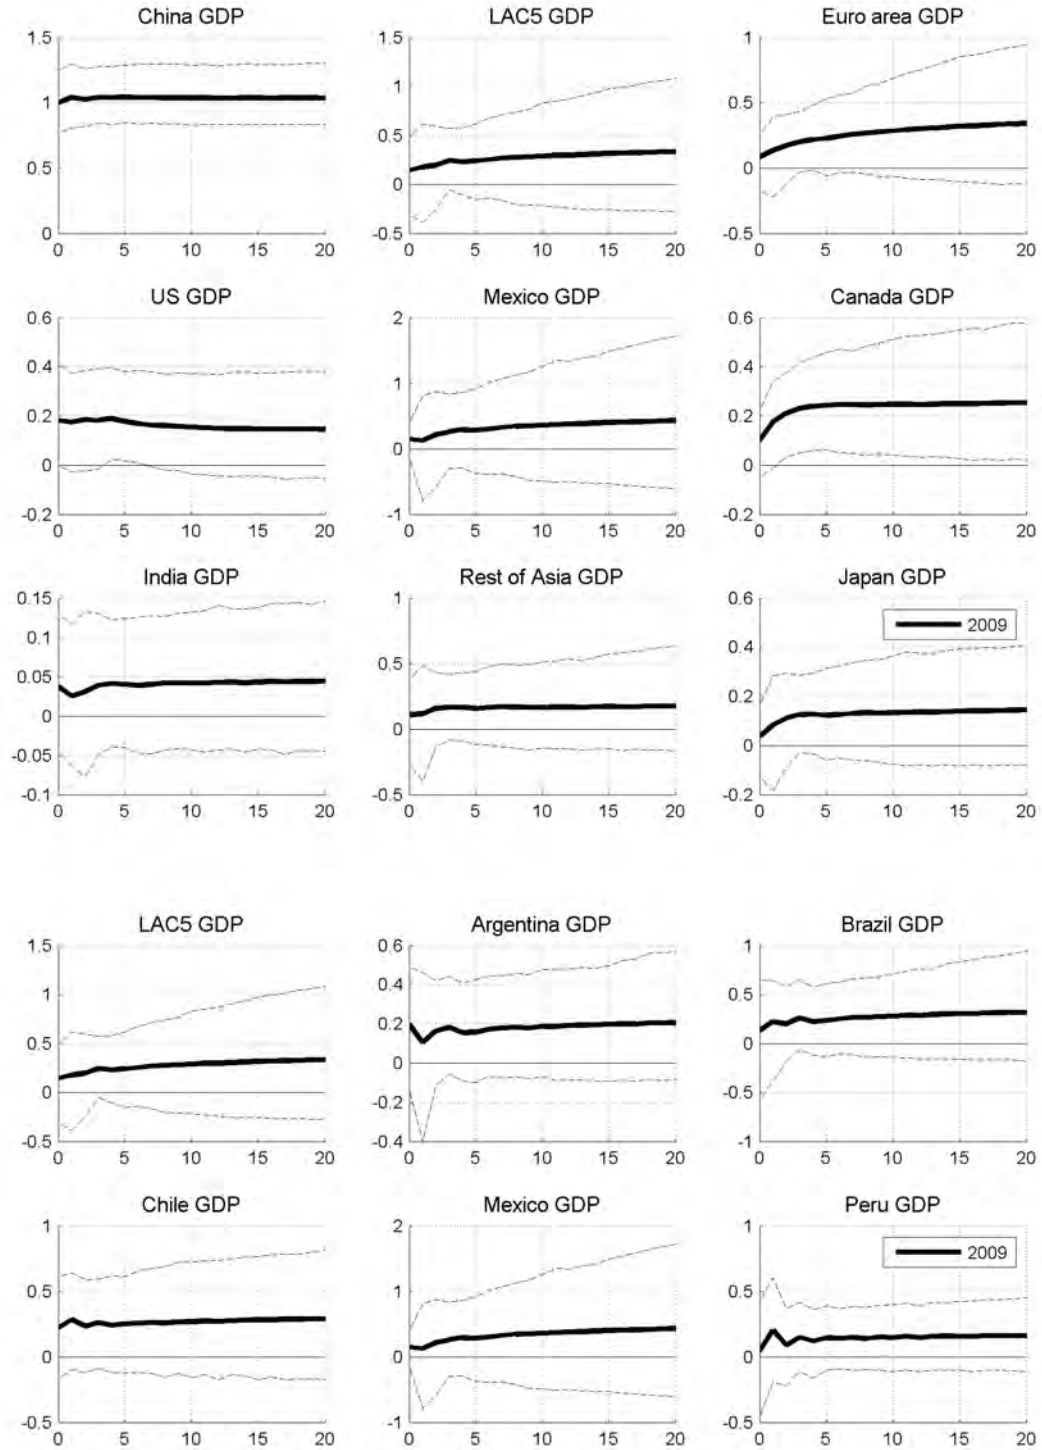 China GDP LAC5 GDP Euro area GDP
1.5 1.5 1
1 1 0.5
0.5 0.5 0
0 0 -0.5
-0.5
0 5 10 15 20 0 5 10 15 20 0 5 10 15 20
US GDP Mexico GDP Canada GDP
0.6 2 0.6
0.4 1 0.4
0.2 0 0.2
0 -1 0
-0.2 -0.2
0 5 10 15 20 0 5 10 15 20 0 5 10 15 20
India GDP Rest of Asia GDP Japan GDP
0.15 1 0.6
0.1 0.5 0.4
0.05 0 0.2
0 -0.5 0
-0.05 -0.2
-0.1
2009
0 5 10 15 20 0 5 10 15 20 0 5 10 15 20
LAC5 GDP Argentina GDP Brazil GDP
1.5 0.6 1
1 0.4 0.5
0.5 0.2 0
0 0 -0.5
-0.5 -0.2 -1
-0.4
0 5 10 15 20 0 5 10 15 20 0 5 10 15 20
Chile GDP Mexico GDP Peru GDP
1 2 1
0.5 1 0.5
0 0 0
-0.5 -1 -0.5
2009
0 5 10 15 20 0 5 10 15 20 0 5 10 15 20